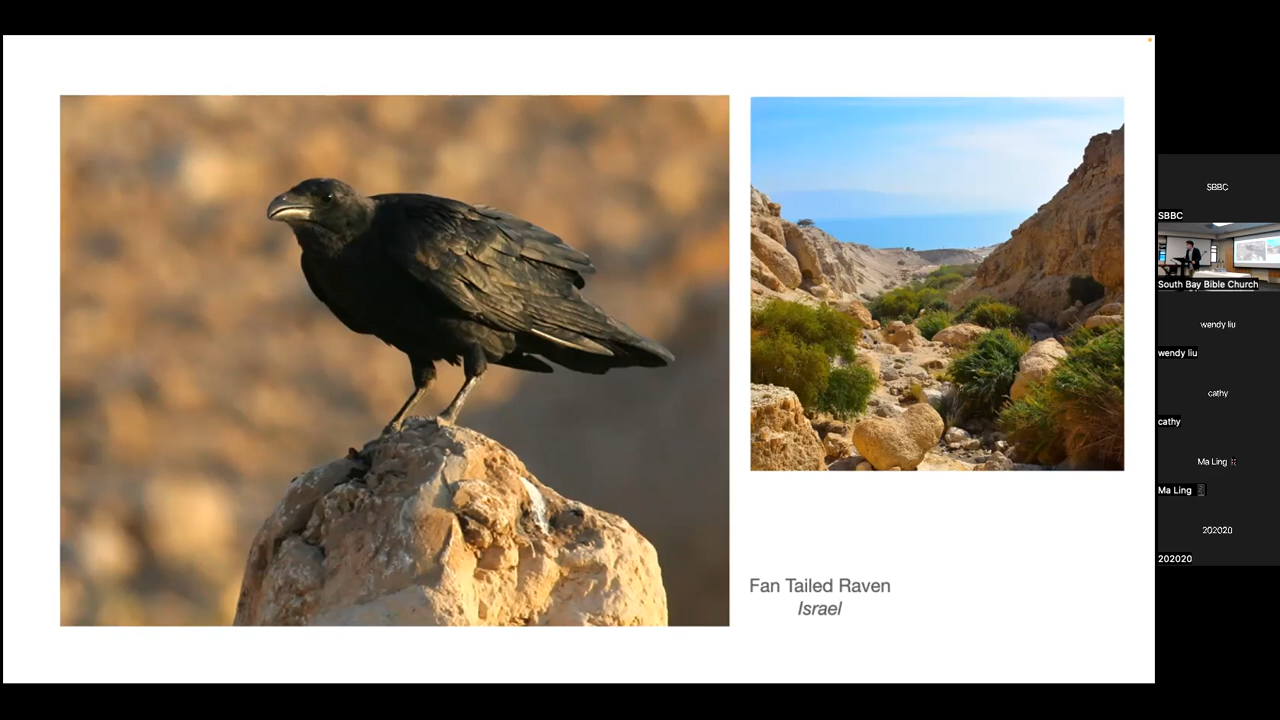 Fan Tailed Raven
Israel
SBBC
SBBC
South Bay Bible Church
wendy liu
wendy liu
cathy
cathy
Ma Ling
Ma Ling
202020
202020